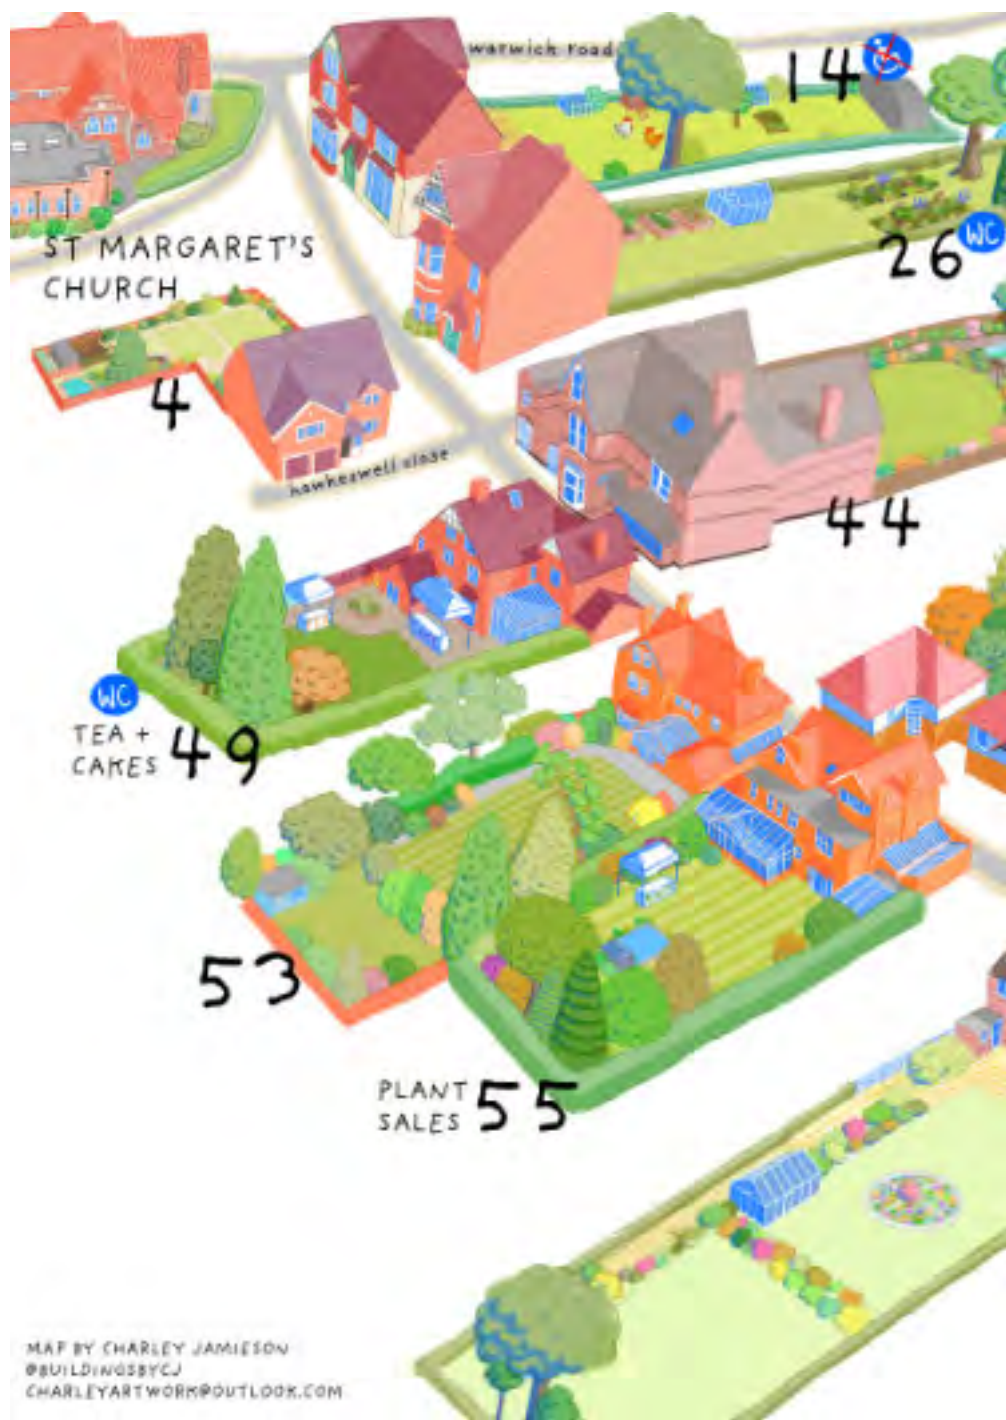 warwick road
14
26
WC
ST MARGARET'S
CHURCH
4
hawkeswell close
44
WC
TEA +
CAKES
49
53
PLANT
SALES
55
MAP BY CHARLEY JAMIESON
@BUILDINGSBYCJ
CHARLEYARTWORK@OUTLOOK.COM